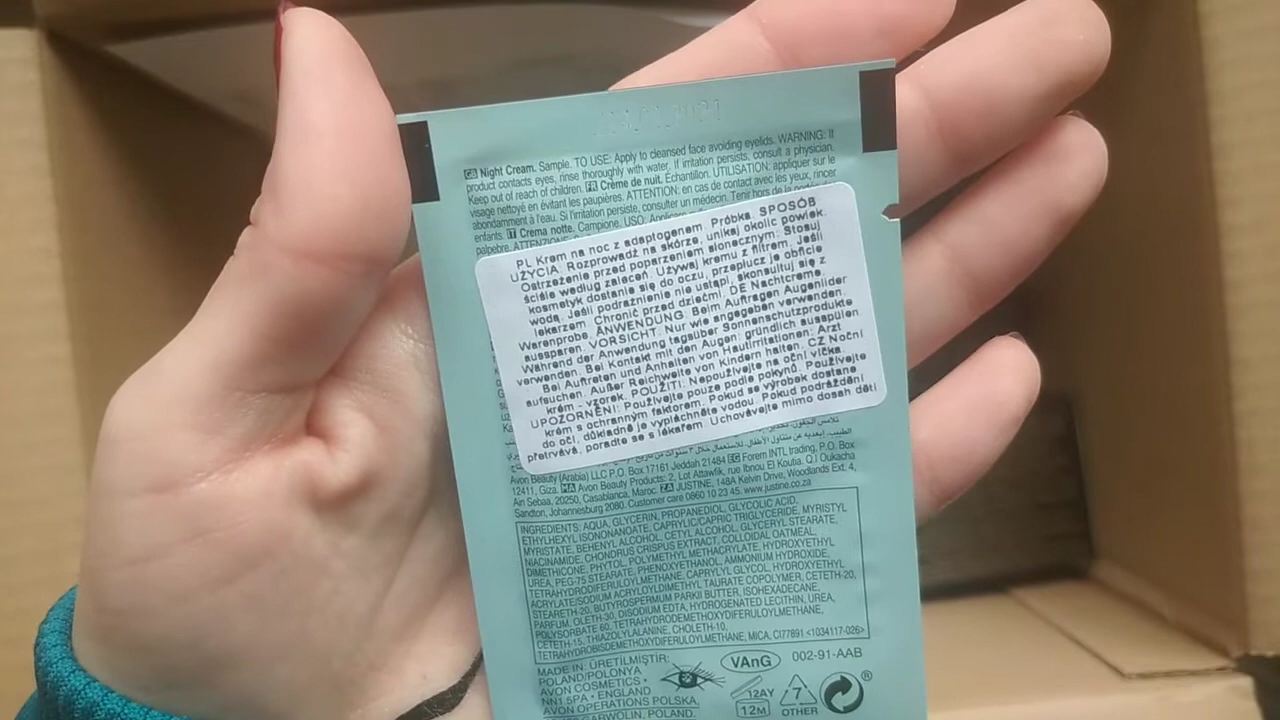 GB Night Cream. Sample. TO USE: Apply to cleansed face avoiding eyelids. WARNING: If
product contacts eyes, rinse thoroughly with water. If irritation persists, consult a physician.
Keep out of reach of children. FR Crème de nuit. Échantillon. UTILISATION: appliquer sur le
visage nettoyé en évitant les paupières. ATTENTION: en cas de contact avec les yeux, rincer
abondamment à l'eau. Si l'irritation persiste, consulter un médecin. Tenir hors de la
enfants. IT Crema notte. Campione. USO:
palpebre. ATTENZIONE:
PL Krem na noc z adaptogenem. Próbka. SPOSÓB
UŻYCIA. Rozprowadź na skórze, unikaj okolic powiek.
Ostrzeżenie przed poparzeniem słonecznym: Stosuj
ściśle według zaleceń. Używaj kremu z filtrem. Jeśli
kosmetyk dostanie się do oczu, przepłucz je obficie
wodą. Jeśli podrażnienie nie ustąpi, skonsultuj się z
lekarzem. Chronić przed dziećmi. DE Nachtcreme.
Warenprobe. ANWENDUNG: Beim Auftragen Augenlider
aussparen. VORSICHT. Nur wie angegeben verwenden.
Während der Anwendung tagsüber Sonnenschutzprodukte
verwenden. Bei Kontakt mit den Augen: gründlich ausspülen
Bei Auftreten und Anhalten von Hautirritationen: Arzt
aufsuchen. Außer Reichweite von Kindern halten. CZ Noční
krém - vzorek. POUŽITÍ: Nepoužívejte na oční víčka.
UPOZORNĚNÍ: Používejte pouze podle pokynů. Používejte
krém s ochranným faktorem. Pokud se výrobek dostane
do očí, důkladně je vypláchněte vodou. Pokud podráždění
přetrvává, poraďte se s lékařem. Uchovávejte mimo dosah dětí
Avon Beauty (Arabia) LLC P.O. Box 17161 Jeddah 21484 EG Forem INTL trading, P.O. Box
12411, Giza. MA Avon Beauty Products: 2, Lot Attawfik, rue Ibnou El Koutia. Q.I Oukacha
Ain Sebaa, 20250, Casablanca, Maroc. ZA JUSTINE, 148A Kelvin Drive, Woodlands Ext. 4,
Sandton, Johannesburg 2080. Customer care 0860 10 23 45. www.justine.co.za
INGREDIENTS: AQUA, GLYCERIN, PROPANEDIOL, GLYCOLIC ACID,
ETHYLHEXYL ISONONANOATE, CAPRYLIC/CAPRIC TRIGLYCERIDE, MYRISTYL
MYRISTATE, BEHENYL ALCOHOL, CETYL ALCOHOL, GLYCERYL STEARATE,
NIACINAMIDE, CHONDRUS CRISPUS EXTRACT, COLLOIDAL OATMEAL,
DIMETHICONE, PHYTOL, POLYMETHYL METHACRYLATE, HYDROXYETHYL
UREA, PEG-75 STEARATE, PHENOXYETHANOL, AMMONIUM HYDROXIDE,
TETRAHYDRODIFERULOYLMETHANE, CAPRYLYL GLYCOL, HYDROXYETHYL
ACRYLATE/SODIUM ACRYLOYLDIMETHYL TAURATE COPOLYMER, CETETH-20,
STEARETH-20, BUTYROSPERMUM PARKII BUTTER, ISOHEXADECANE,
PARFUM, OLETH-30, DISODIUM EDTA, HYDROGENATED LECITHIN, UREA,
POLYSORBATE 60, TETRAHYDRODEMETHOXYDIFERULOYLMETHANE,
CETETH-15, THIAZOLYLALANINE, CHOLETH-10,
TETRAHYDROBISDEMETHOXYDIFERULOYLMETHANE, MICA, CI77891 <1034117-026>
MADE IN: ÜRETİLMİŞTİR:
POLAND/POLONYA
AVON COSMETICS •
NN1 5PA • ENGLAND
AVON OPERATIONS POLSKA,
GARWOLIN, POLAND.
VAnG 002-91-AAB
12AY
12M
7
OTHER
®